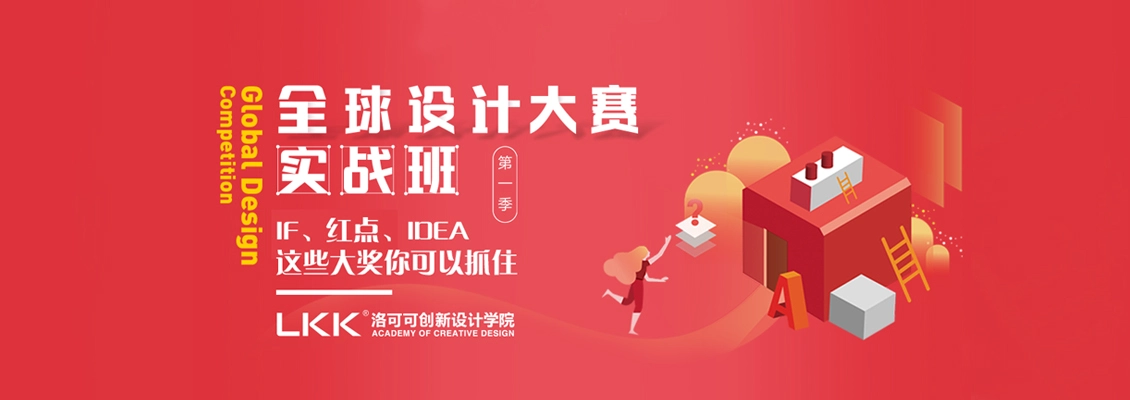 Global Design
Competition
全球设计大赛
实战班
第一季
IF、红点、IDEA
这些大奖你可以抓住
LKK® 洛可可创新设计学院
ACADEMY OF CREATIVE DESIGN
?
A